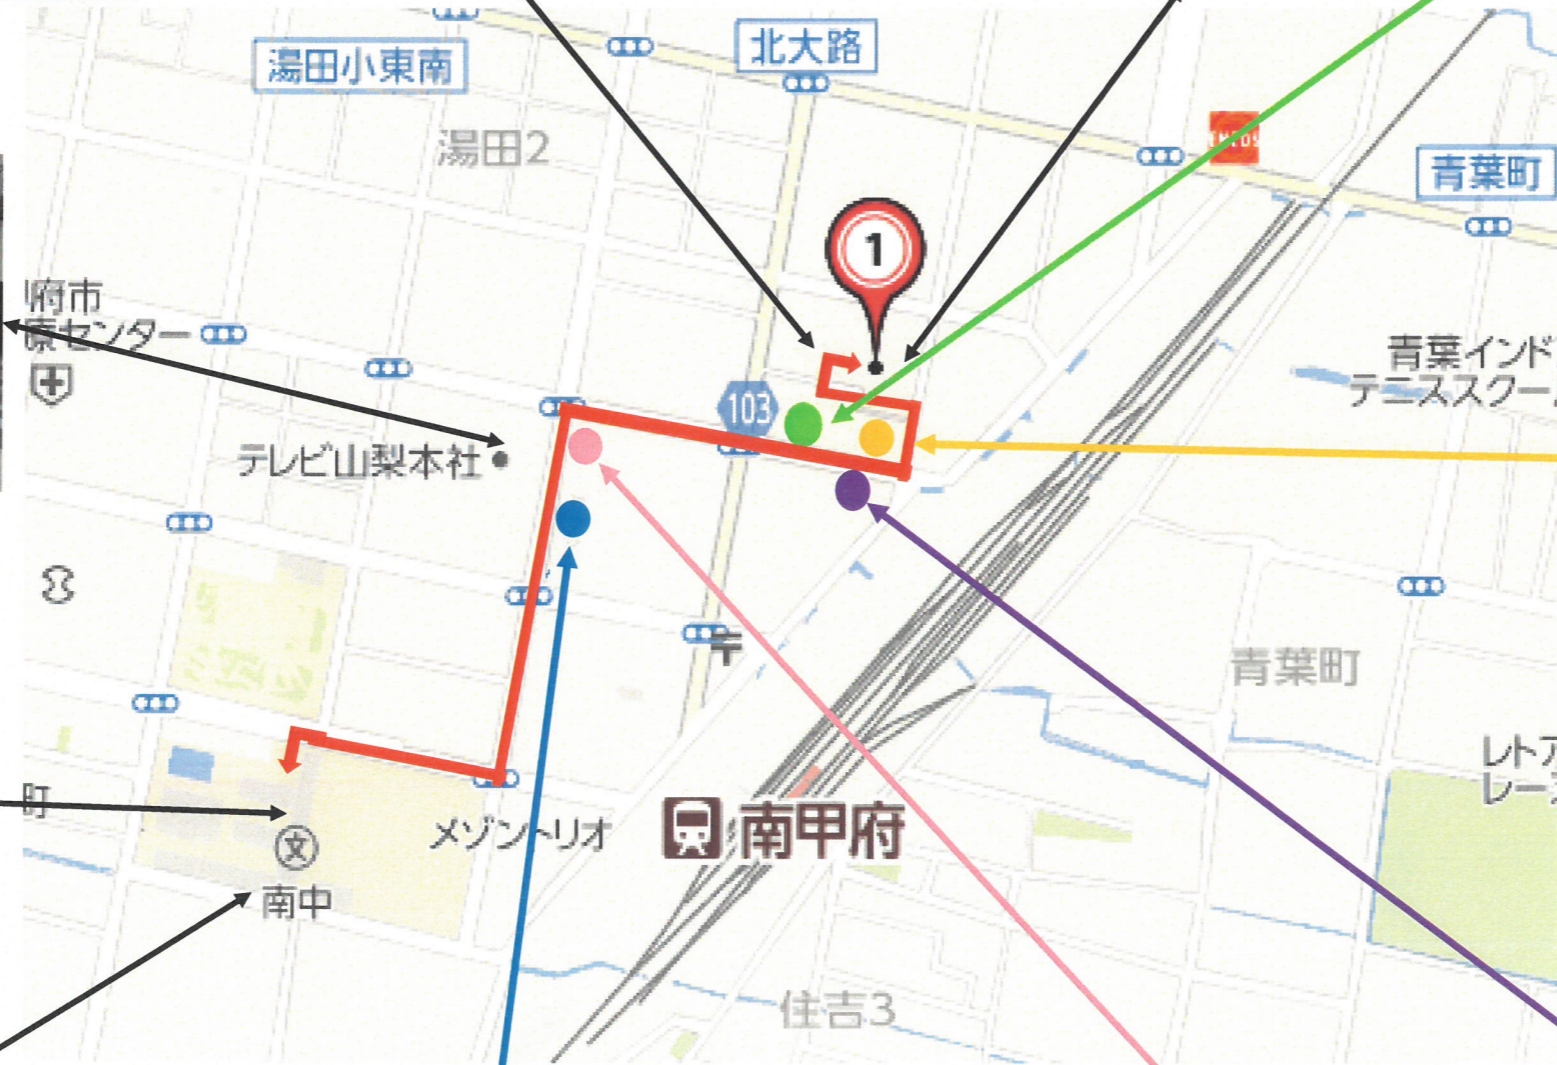 北大路
湯田小東南
湯田2
ENEOS
青葉町
1
府市
療センター
103
青葉インド
テニススクー
テレビ山梨本社
〒
青葉町
レトア
レー
町
メゾントリオ
南甲府
文
南中
住吉3